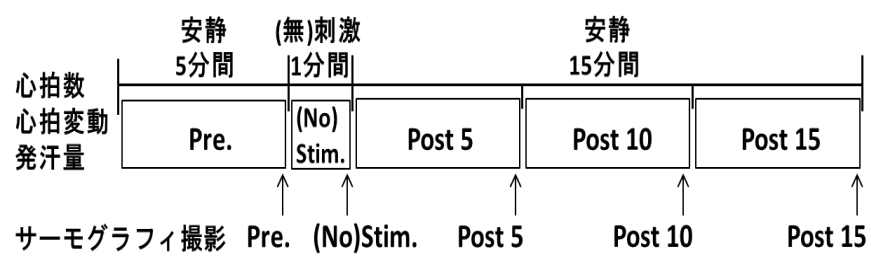 安静 (無)刺激 安静
5分間 1分間 15分間
心拍数
心拍変動 (No)
Pre. Post 5 Post 10 Post 15
発汗量 Stim.
サーモグラフィ撮影 Pre. (No)Stim. Post 5 Post 10 Post 15